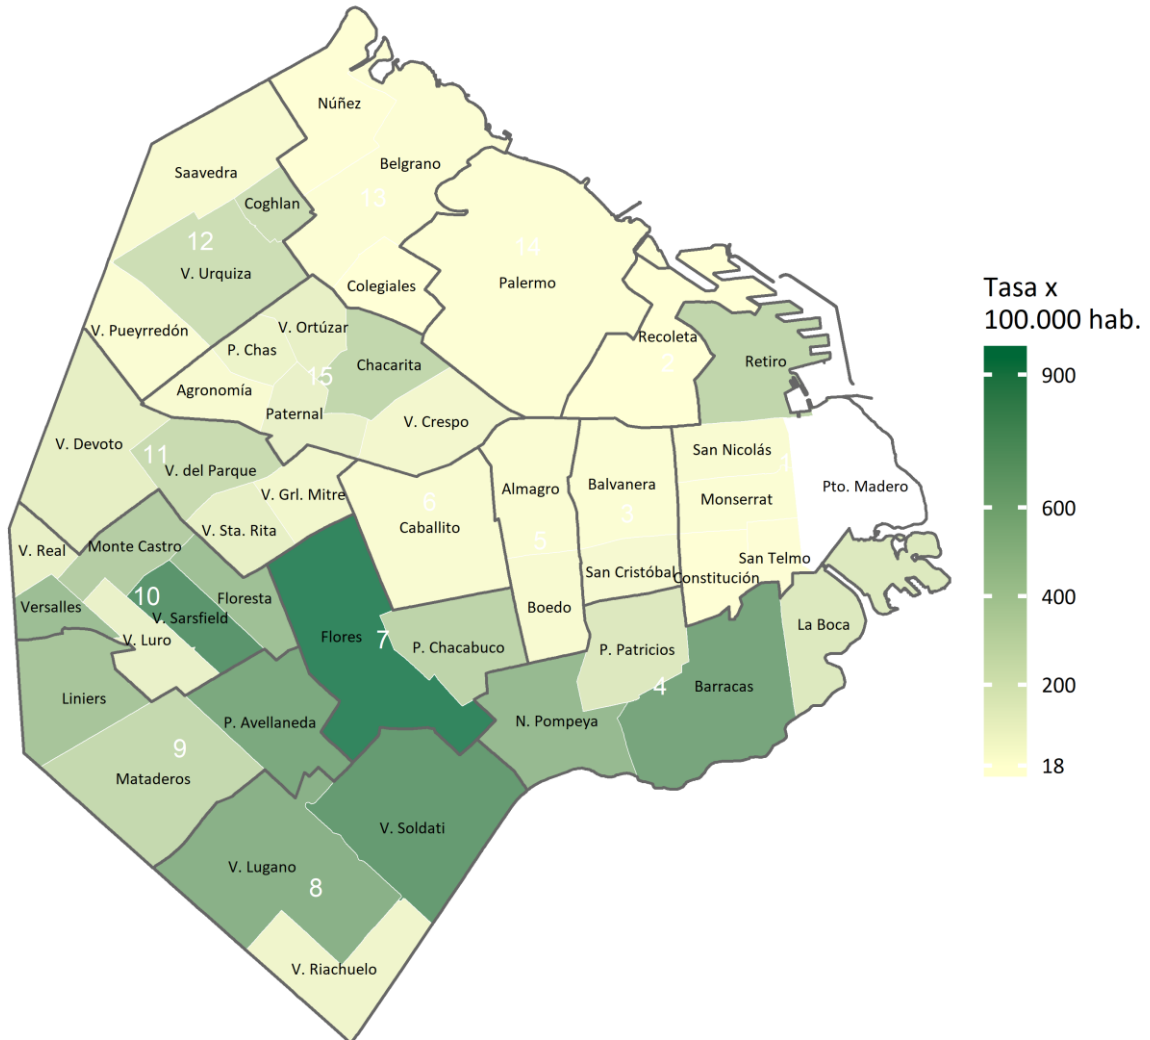 Núñez
Belgrano
Saavedra
13
Coghlan
12
14
V. Urquiza
Colegiales
Palermo
V. Pueyrredón
V. Ortúzar
Recoleta
P. Chas
2
Chacarita
Retiro
15
Agronomía
Paternal
V. Crespo
V. Devoto
11
V. del Parque
San Nicolás
1
V. Grl. Mitre
6
Almagro
Balvanera
Monserrat
Pto. Madero
V. Sta. Rita
Caballito
3
5
V. Real
Monte Castro
San Telmo
San Cristóbal
Constitución
10
Floresta
Versalles
V. Sarsfield
Boedo
La Boca
V. Luro
Flores
7
P. Chacabuco
P. Patricios
4
Barracas
Liniers
P. Avellaneda
N. Pompeya
9
Mataderos
V. Soldati
V. Lugano
8
V. Riachuelo
Tasa x
100.000 hab.
900
600
400
200
18